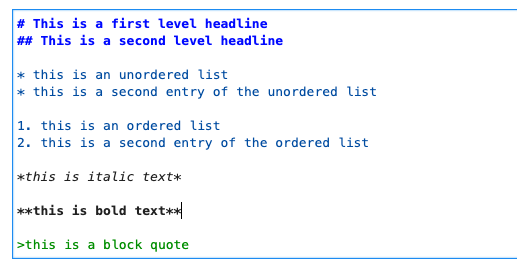 # This is a first level headline
## This is a second level headline
* this is an unordered list
* this is a second entry of the unordered list
1. this is an ordered list
2. this is a second entry of the ordered list
*this is italic text*
**this is bold text**
>this is a block quote